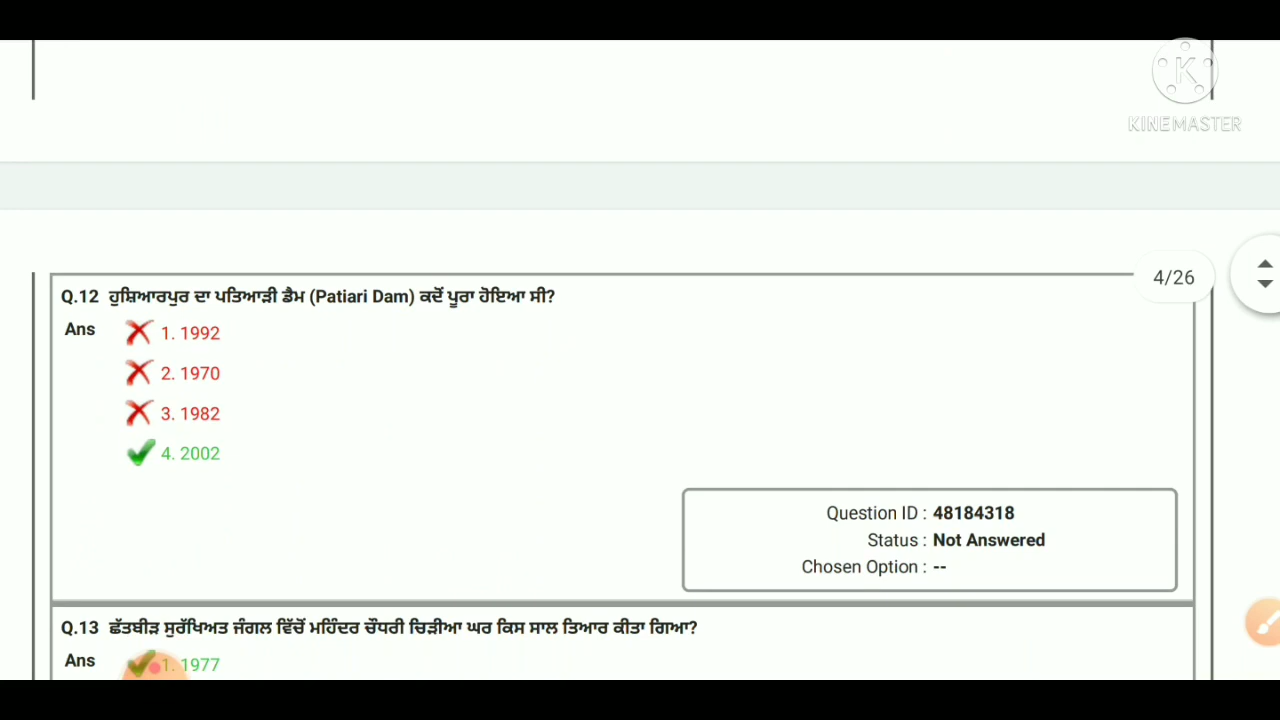 KINEMASTER
4/26
Q.12 ਹੁਸ਼ਿਆਰਪੁਰ ਦਾ ਪਤਿਆੜੀ ਡੈਮ (Patiari Dam) ਕਦੋਂ ਪੂਰਾ ਹੋਇਆ ਸੀ?
Ans 1. 1992
2. 1970
3. 1982
4. 2002
Question ID : 48184318
Status : Not Answered
Chosen Option : --
Q.13 ਛੱਤਬੀੜ ਸੁਰੱਖਿਅਤ ਜੰਗਲ ਵਿੱਚੋਂ ਮਹਿੰਦਰ ਚੌਧਰੀ ਚਿੜੀਆ ਘਰ ਕਿਸ ਸਾਲ ਤਿਆਰ ਕੀਤਾ ਗਿਆ?
Ans 1. 1977